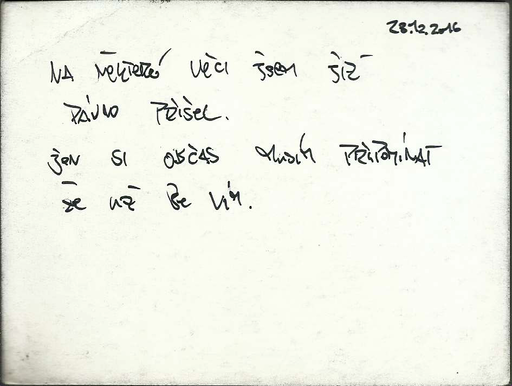 28.12.2016
NA NĚKTERÉ VĚCI JSEM JIŽ
DÁVNO PŘIŠEL.
JEN SI OBČAS MUSÍM PŘIPOMÍNAT
ŽE UŽ JE VÍM.